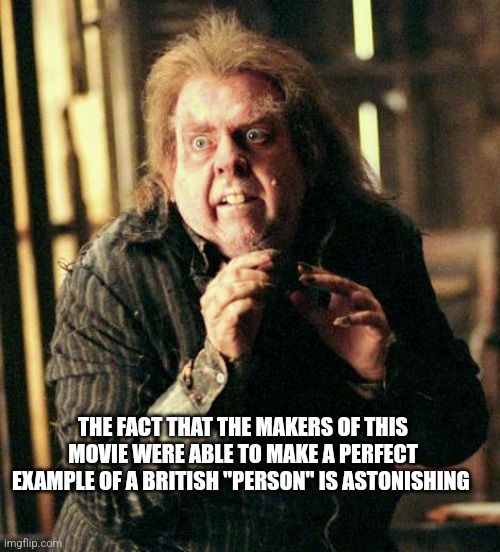 THE FACT THAT THE MAKERS OF THIS
MOVIE WERE ABLE TO MAKE A PERFECT
EXAMPLE OF A BRITISH "PERSON" IS ASTONISHING
imgflip.com